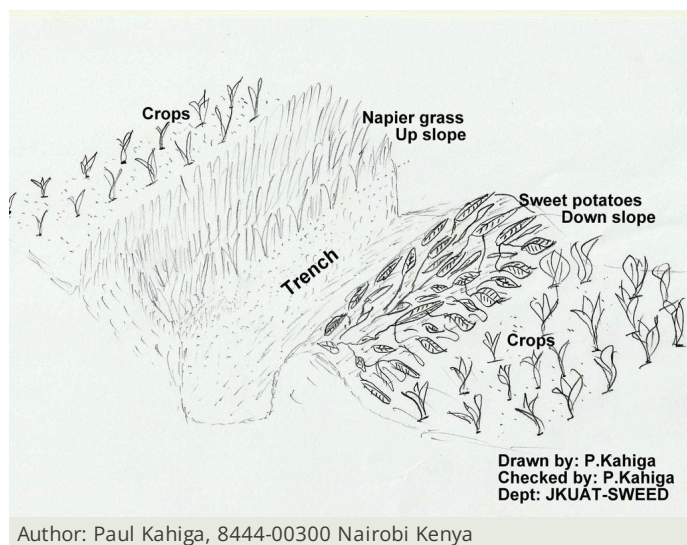 Crops
Napier grass
Up slope
Sweet potatoes
Down slope
Trench
Crops
Drawn by: P.Kahiga
Checked by: P.Kahiga
Dept: JKUAT-SWEED
Author: Paul Kahiga, 8444-00300 Nairobi Kenya